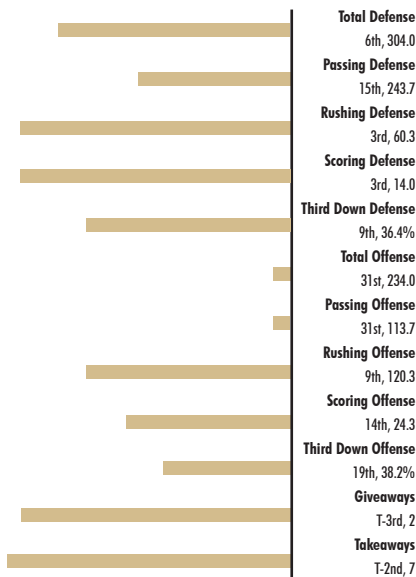 Total Defense
6th, 304.0
Passing Defense
15th, 243.7
Rushing Defense
3rd, 60.3
Scoring Defense
3rd, 14.0
Third Down Defense
9th, 36.4%
Total Offense
31st, 234.0
Passing Offense
31st, 113.7
Rushing Offense
9th, 120.3
Scoring Offense
14th, 24.3
Third Down Offense
19th, 38.2%
Giveaways
T-3rd, 2
Takeaways
T-2nd, 7